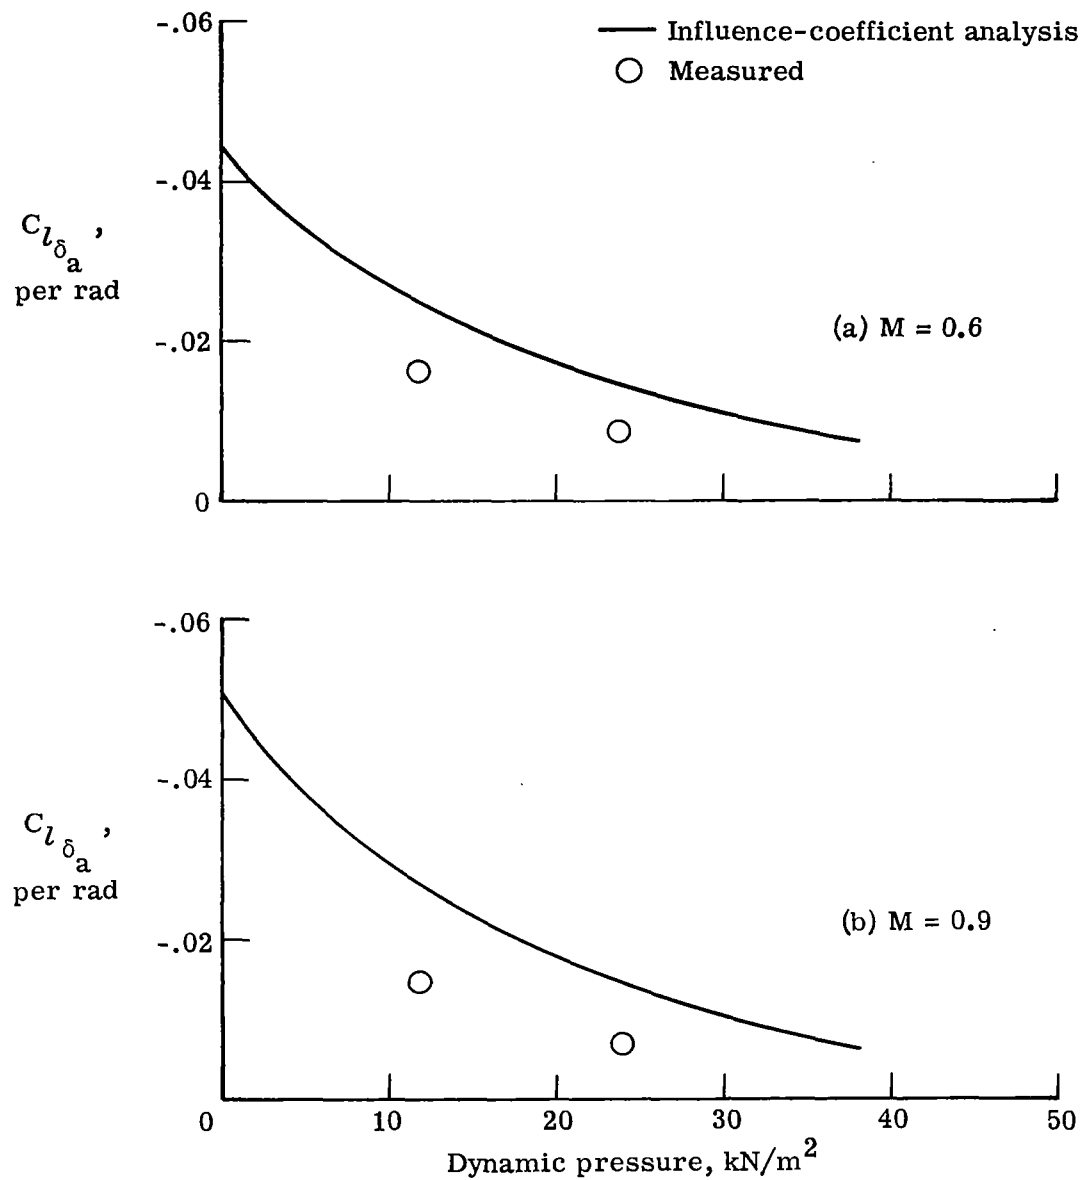 -.06
Influence-coefficient analysis
Measured
-.04
C_{l_{δ_a}},
per rad
-.02
(a) M = 0.6
0
-.06
-.04
C_{l_{δ_a}},
per rad
-.02
(b) M = 0.9
0 10 20 30 40 50
Dynamic pressure, kN/m²